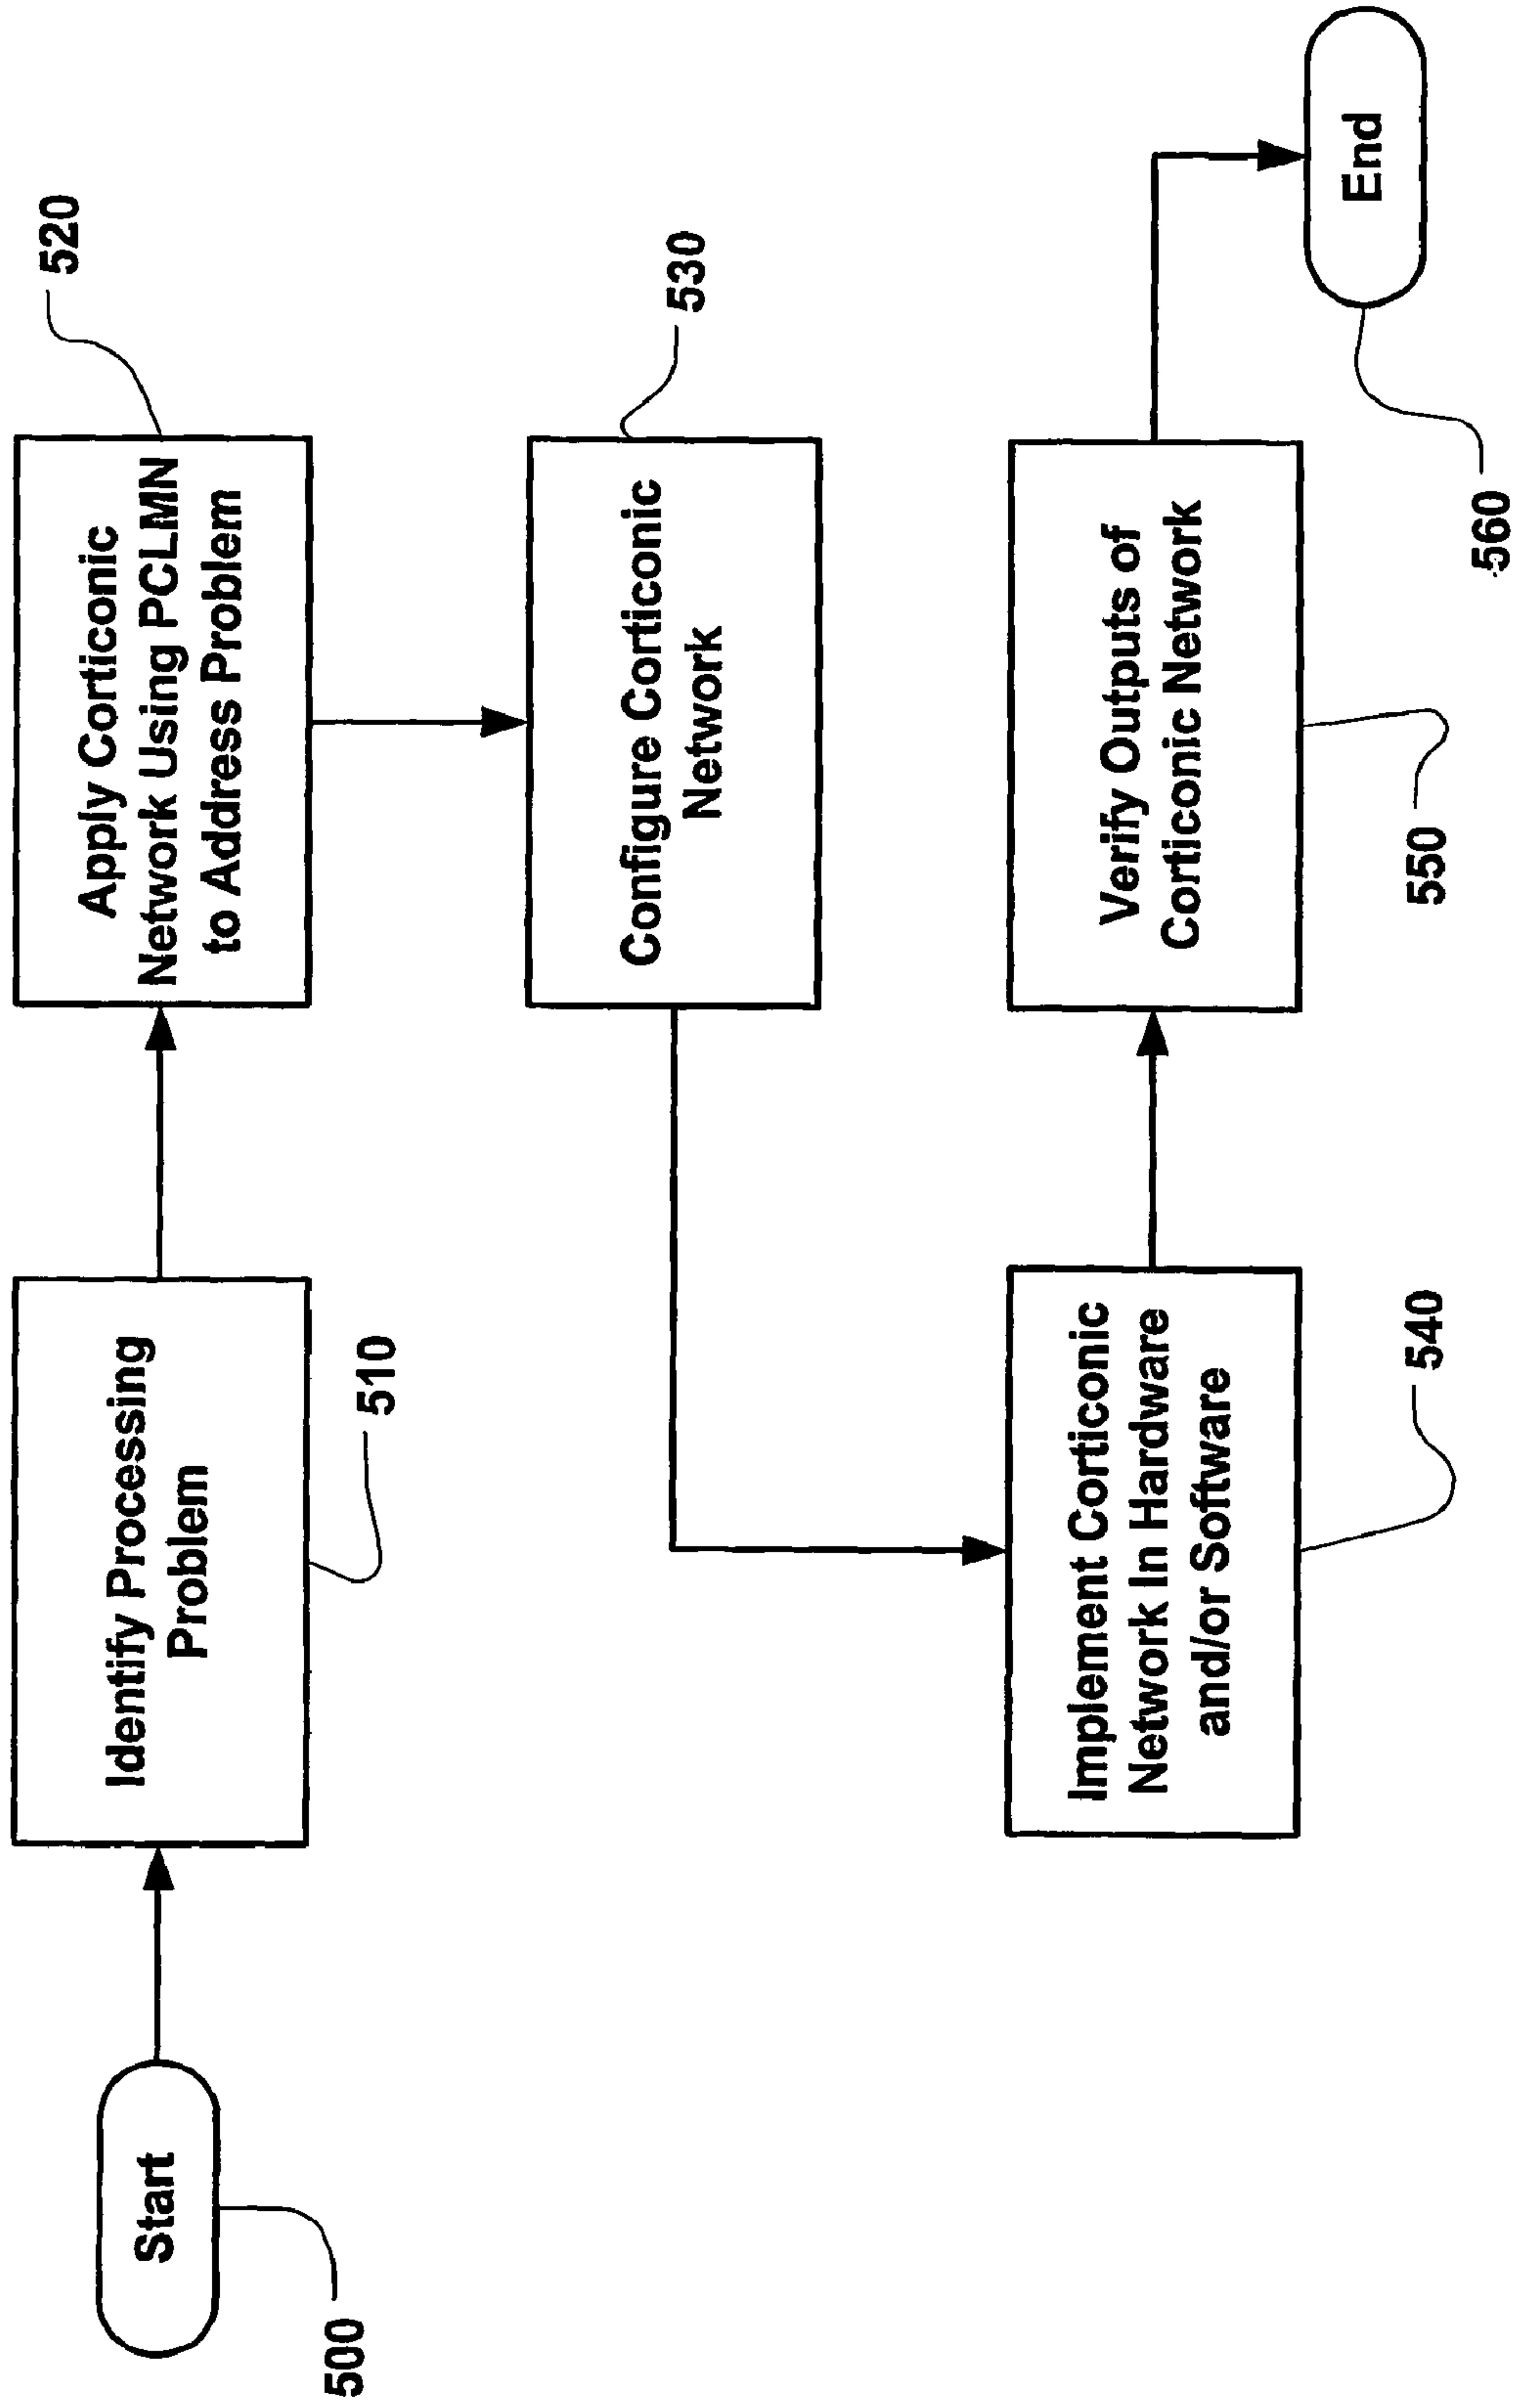 Start
500
Identify Processing
Problem
510
Apply Corticonic
Network Using PCLMN
to Address Problem
520
Configure Corticonic
Network
530
Implement Corticonic
Network In Hardware
and/or Software
540
Verify Outputs of
Corticonic Network
550
End
560